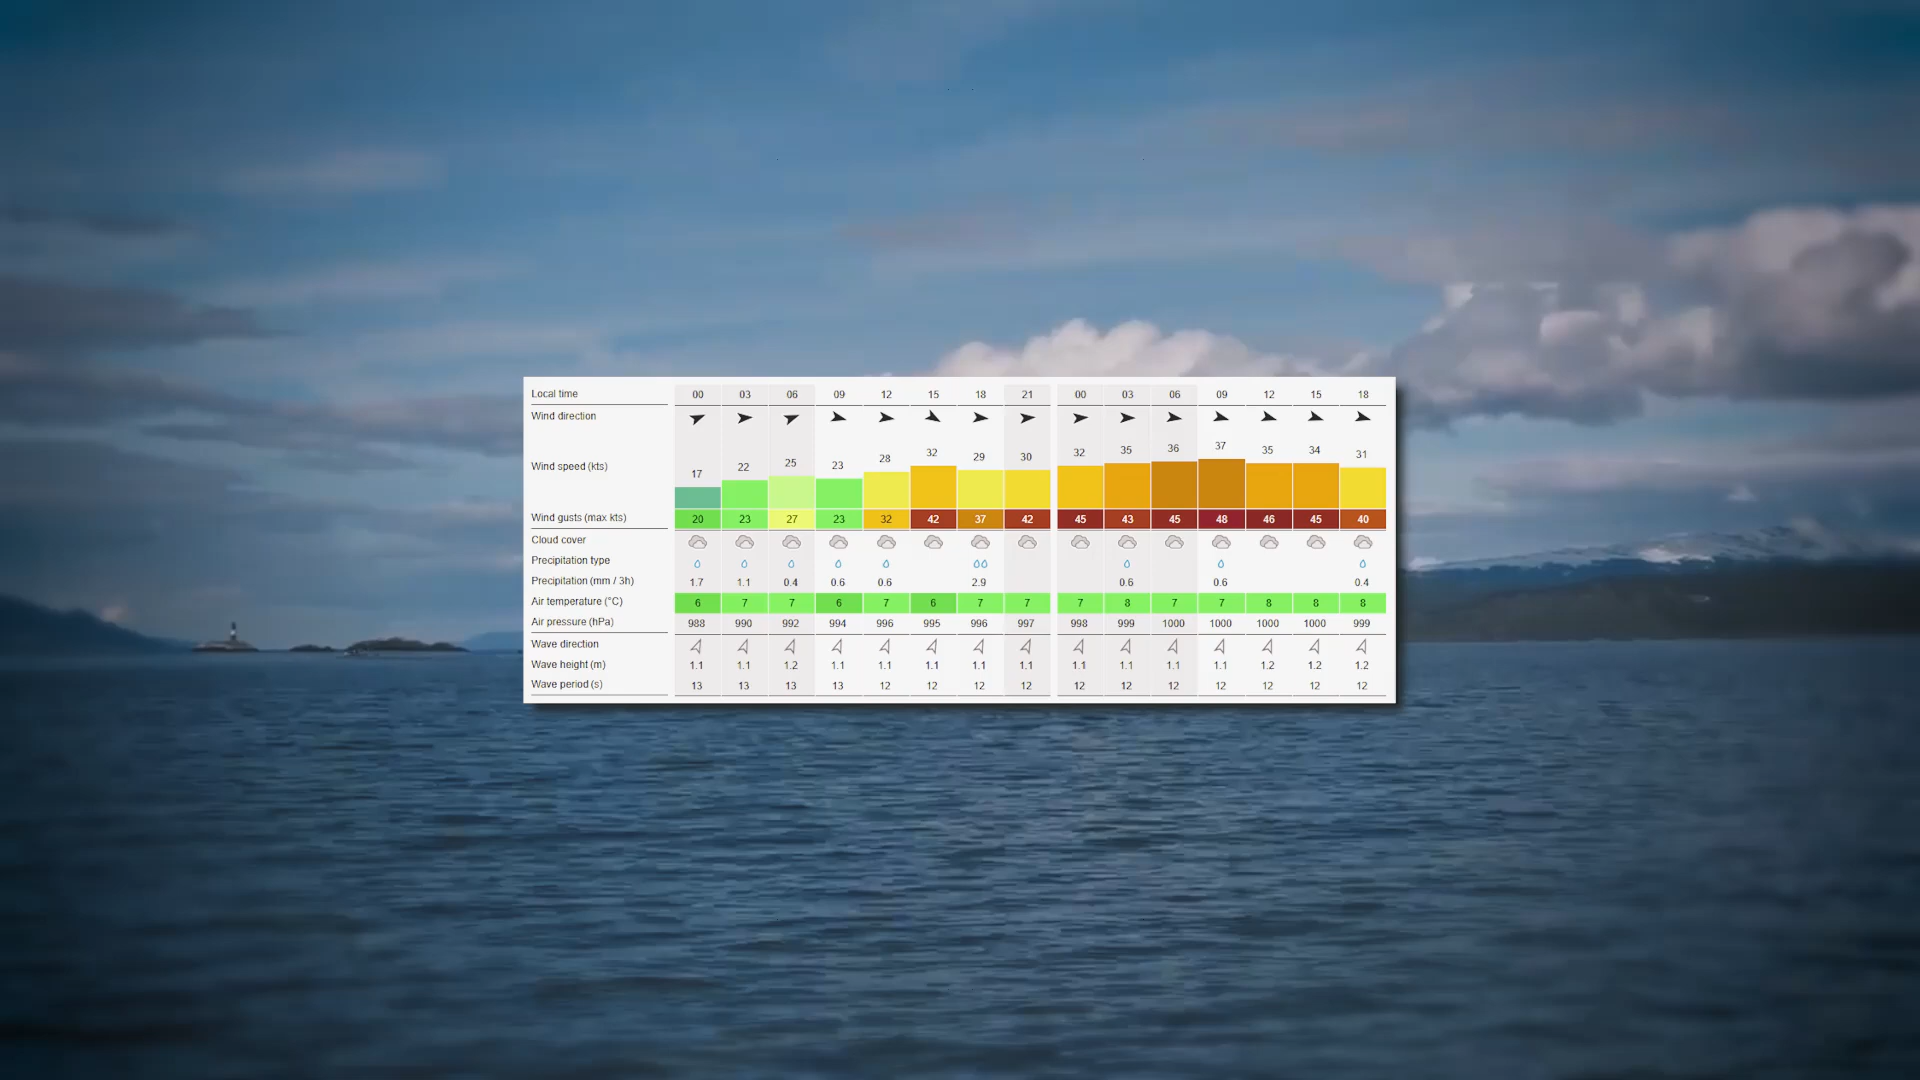 Local time 00 03 06 09 12 15 18 21 00 03 06 09 12 15 18
Wind direction
Wind speed (kts) 17 22 25 23 28 32 29 30 32 35 36 37 35 34 31
Wind gusts (max kts) 20 23 27 23 32 42 37 42 45 43 45 48 46 45 40
Cloud cover
Precipitation type
Precipitation (mm / 3h) 1.7 1.1 0.4 0.6 0.6 2.9 0.6 0.6 0.4
Air temperature (°C) 6 7 7 6 7 6 7 7 7 8 7 7 8 8 8
Air pressure (hPa) 988 990 992 994 996 995 996 997 998 999 1000 1000 1000 1000 999
Wave direction
Wave height (m) 1.1 1.1 1.2 1.1 1.1 1.1 1.1 1.1 1.1 1.1 1.1 1.1 1.2 1.2 1.2
Wave period (s) 13 13 13 13 12 12 12 12 12 12 12 12 12 12 12